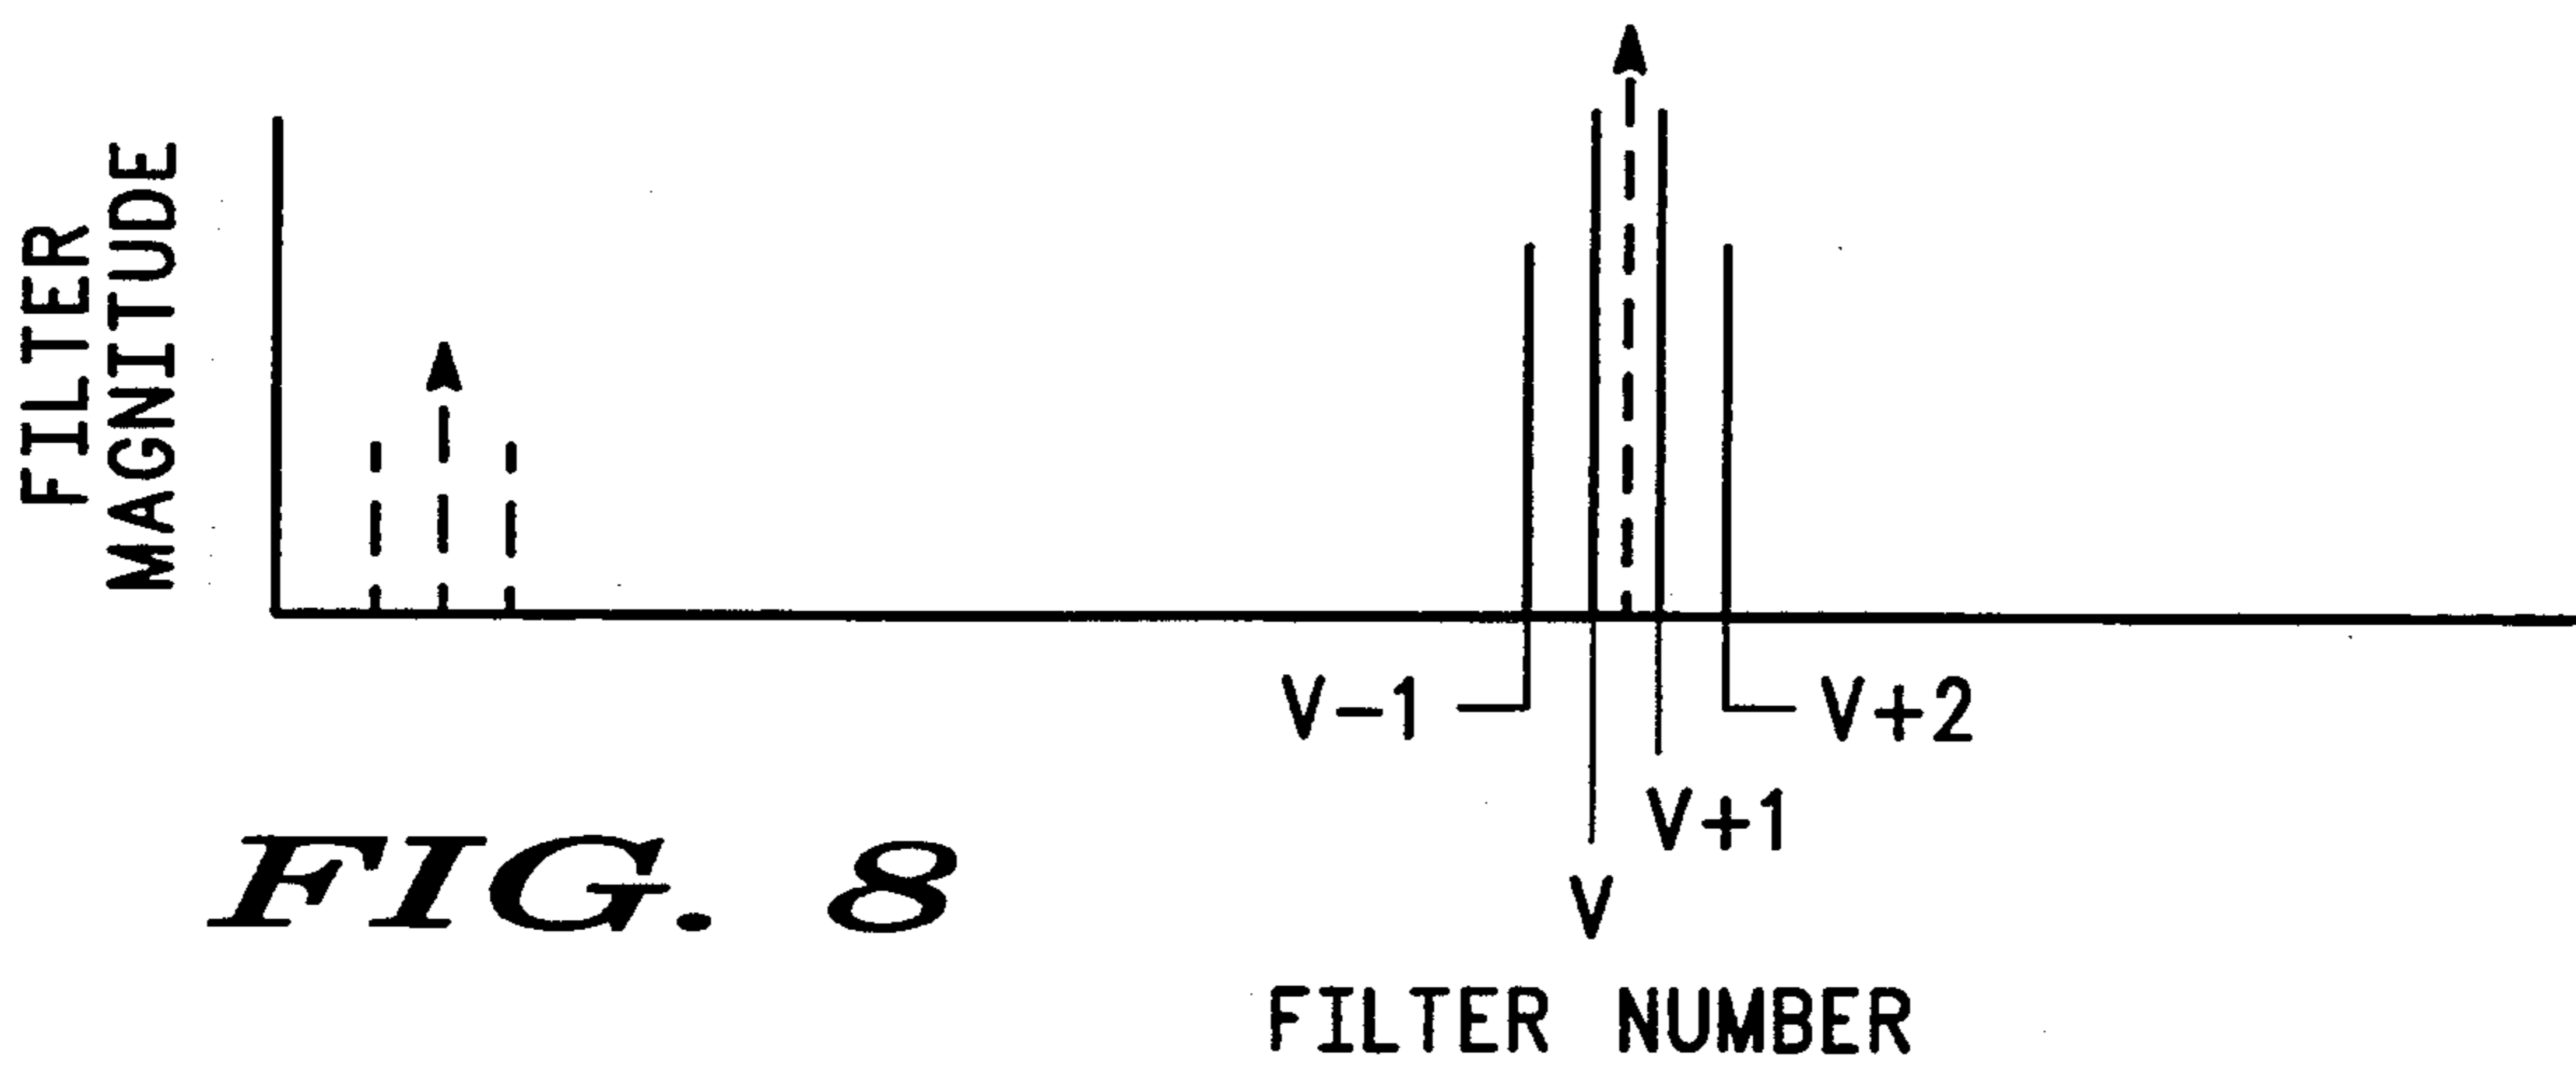 FILTER
MAGNITUDE
V-1
V+2
V+1
V
FIG. 8
FILTER NUMBER